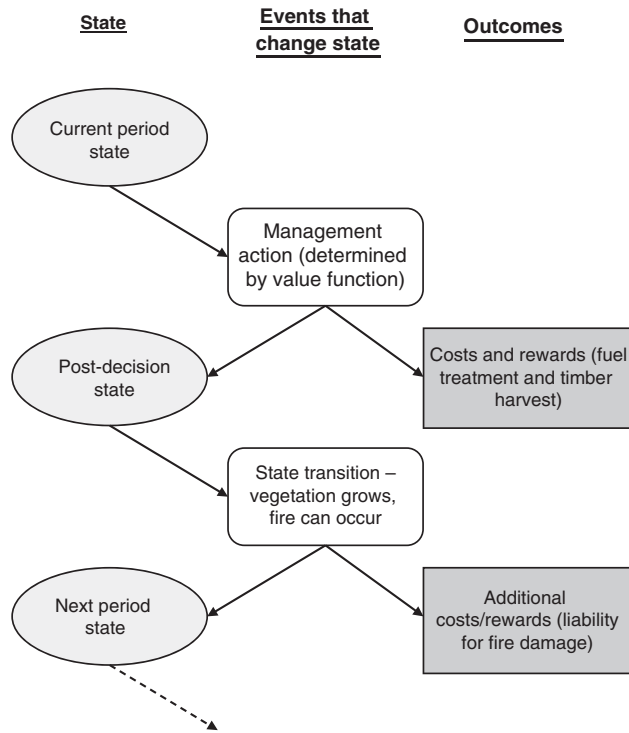 State
Events that
change state
Outcomes
Current period
state
Management
action (determined
by value function)
Post-decision
state
Costs and rewards (fuel
treatment and timber
harvest)
State transition –
vegetation grows,
fire can occur
Next period
state
Additional
costs/rewards (liability
for fire damage)